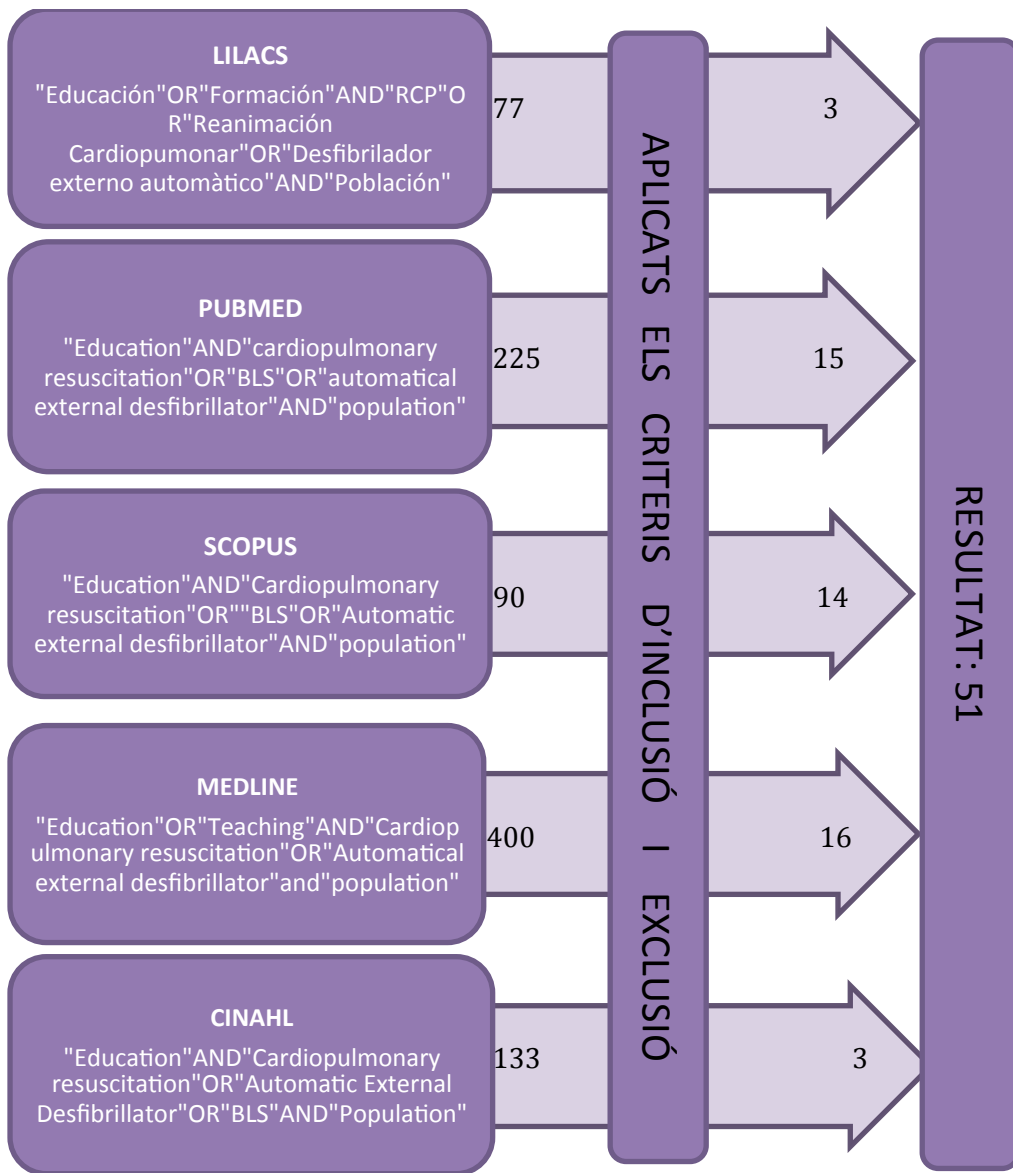 LILACS
"Educación"OR"Formación"AND"RCP"O
R"Reanimación
Cardiopumonar"OR"Desfibrilador
externo automàtico"AND"Población"
77
3
PUBMED
"Education"AND"cardiopulmonary
resuscitation"OR"BLS"OR"automatical
external desfibrillator"AND"population"
225
15
SCOPUS
"Education"AND"Cardiopulmonary
resuscitation"OR""BLS"OR"Automatic
external desfibrillator"AND"population"
90
14
MEDLINE
"Education"OR"Teaching"AND"Cardiop
ulmonary resuscitation"OR"Automatical
external desfibrillator"and"population"
400
16
CINAHL
"Education"AND"Cardiopulmonary
resuscitation"OR"Automatic External
Desfibrillator"OR"BLS"AND"Population"
133
3
APLICATS ELS CRITERIS D'INCLUSIÓ I EXCLUSIÓ
RESULTAT: 51